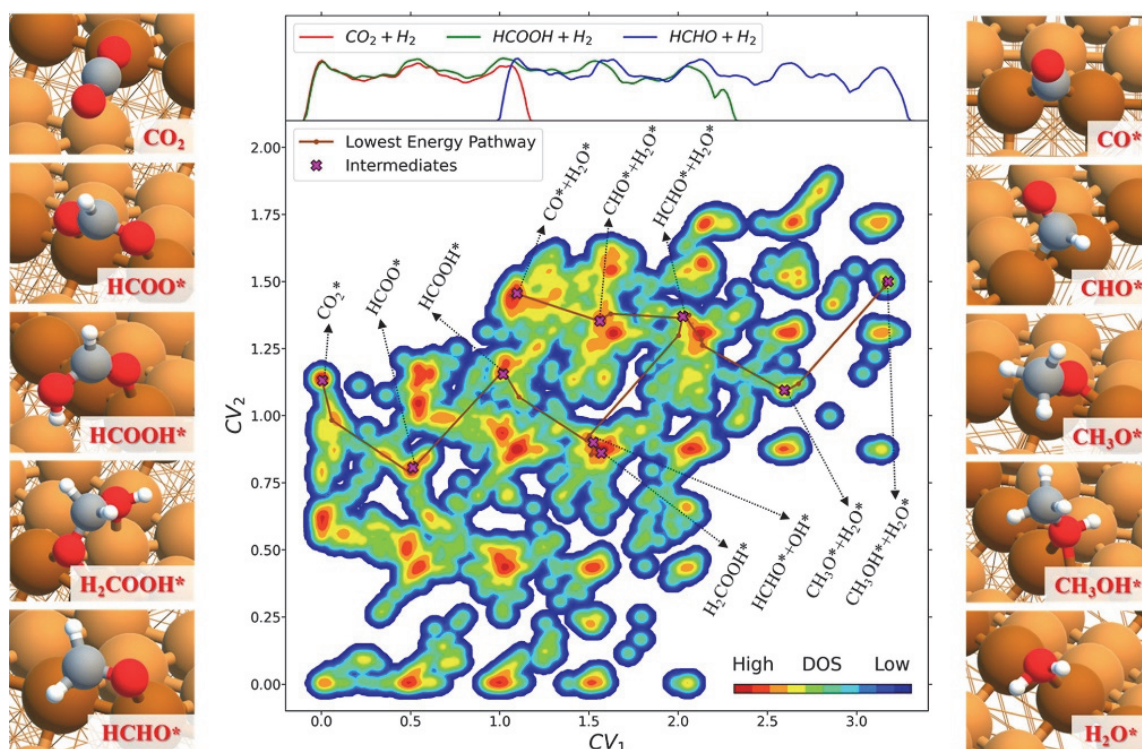 CO₂
HCOO*
HCOOH*
H₂COOH*
HCHO*
CO₂ + H₂
HCOOH + H₂
HCHO + H₂
Lowest Energy Pathway
Intermediates
CO₂*
HCOO*
HCOOH*
CO*+H₂O*
CHO*+H₂O*
HCHO*+H₂O*
H₂COOH*
HCHO*+OH*
CH₃O*+H₂O*
CH₃OH*+H₂O*
CV₂
2.00
1.75
1.50
1.25
1.00
0.75
0.50
0.25
0.00
High DOS Low
0.0 0.5 1.0 1.5 2.0 2.5 3.0
CV₁
CO*
CHO*
CH₃O*
CH₃OH*
H₂O*